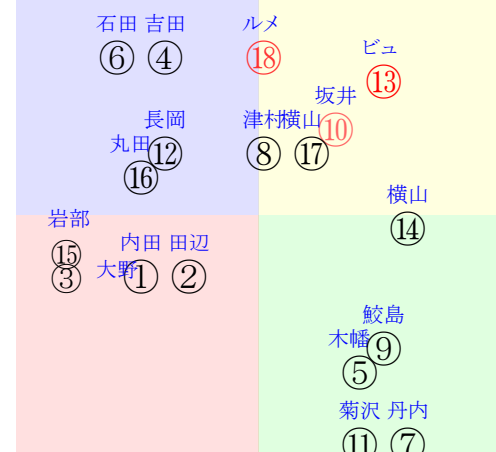 石田 吉田 ルメ
⑥ ④ ⑱
ビュ
⑬
坂井
⑩
長岡 津村 横山
⑫ ⑧ ⑰
丸田
⑯
横山
⑭
岩部
⑮
内田 田辺
③ 大野 ① ②
鮫島
⑨
木幡
⑤
菊沢 丹内
⑪ ⑦